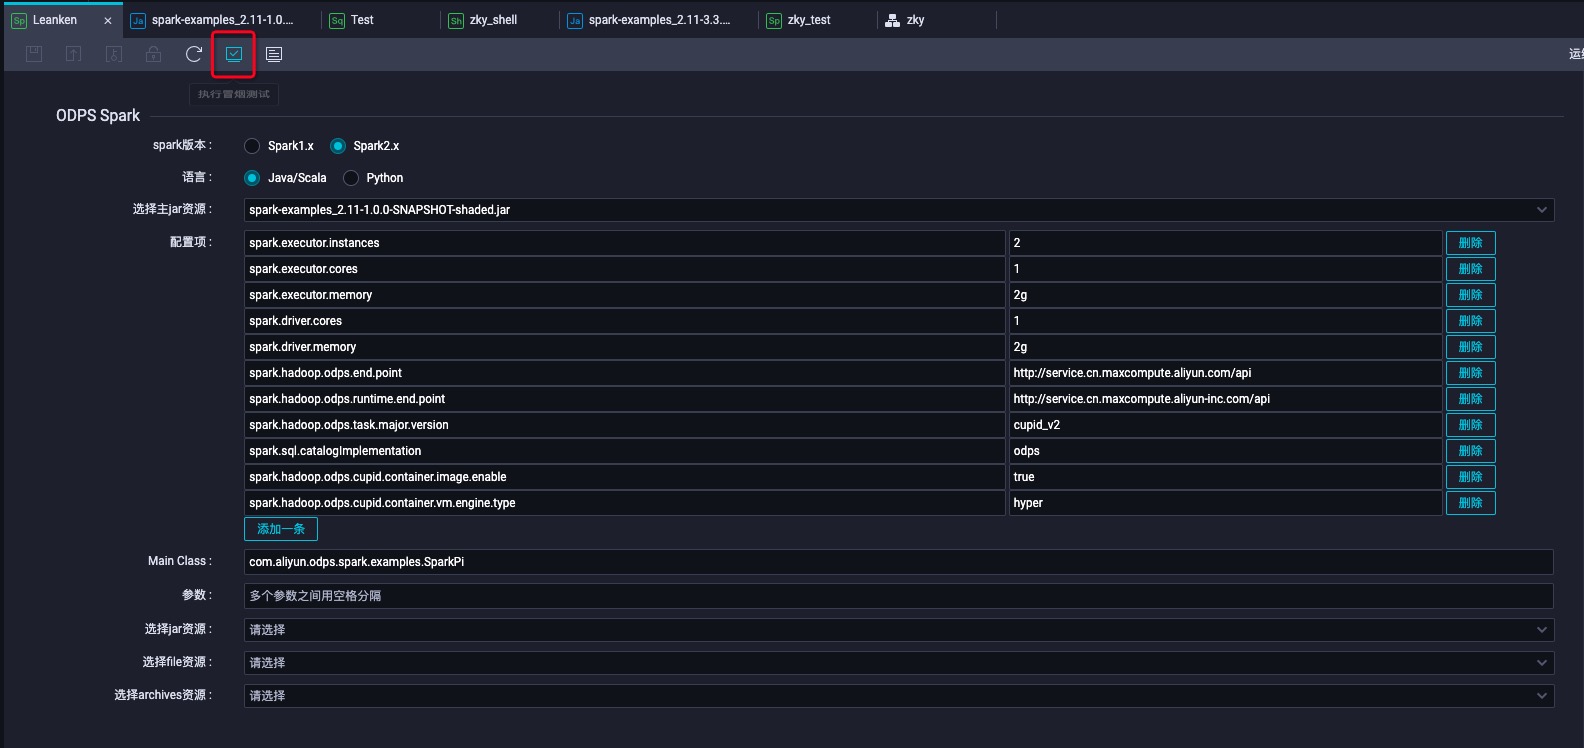 Sp Leanken × Ja spark-examples_2.11-1.0.... Sq Test Sh zky_shell Ja spark-examples_2.11-3.3.... Sp zky_test zky
执行冒烟测试
ODPS Spark
spark版本 : Spark1.x Spark2.x
语言 : Java/Scala Python
选择主jar资源 : spark-examples_2.11-1.0.0-SNAPSHOT-shaded.jar
配置项 : spark.executor.instances 2 删除
spark.executor.cores 1 删除
spark.executor.memory 2g 删除
spark.driver.cores 1 删除
spark.driver.memory 2g 删除
spark.hadoop.odps.end.point http://service.cn.maxcompute.aliyun.com/api 删除
spark.hadoop.odps.runtime.end.point http://service.cn.maxcompute.aliyun-inc.com/api 删除
spark.hadoop.odps.task.major.version cupid_v2 删除
spark.sql.catalogImplementation odps 删除
spark.hadoop.odps.cupid.container.image.enable true 删除
spark.hadoop.odps.cupid.container.vm.engine.type hyper 删除
添加一条
Main Class : com.aliyun.odps.spark.examples.SparkPi
参数 : 多个参数之间用空格分隔
选择jar资源 : 请选择
选择file资源 : 请选择
选择archives资源 : 请选择